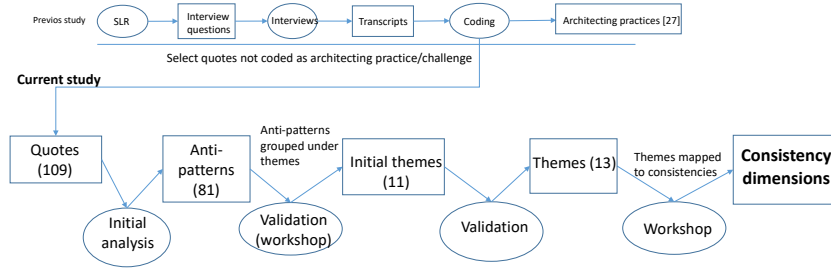 Previos study
SLR
Interview
questions
Interviews
Transcripts
Coding
Architecting practices [27]
Select quotes not coded as architecting practice/challenge
Current study
Quotes
(109)
Initial
analysis
Anti-
patterns
(81)
Anti-patterns
grouped under
themes
Validation
(workshop)
Initial themes
(11)
Validation
Themes (13)
Themes mapped
to consistencies
Workshop
Consistency
dimensions